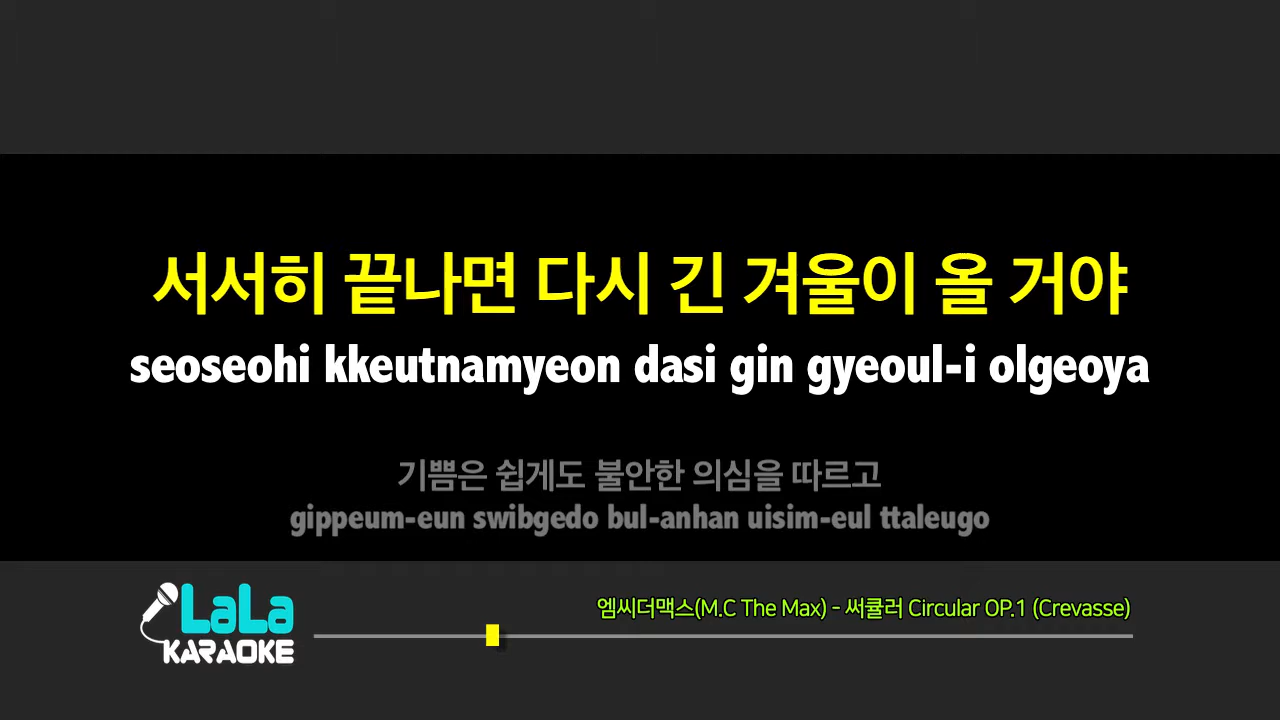 서서히 끝나면 다시 긴 겨울이 올 거야
seoseohi kkeutnamyeon dasi gin gyeoul-i olgeoya
기쁨은 쉽게도 불안한 의심을 따르고
gippeum-eun swibgedo bul-anhan uisim-eul ttaleugo
LaLa
KARAOKE
엠씨더맥스(M.C The Max) - 써큘러 Circular OP.1 (Crevasse)